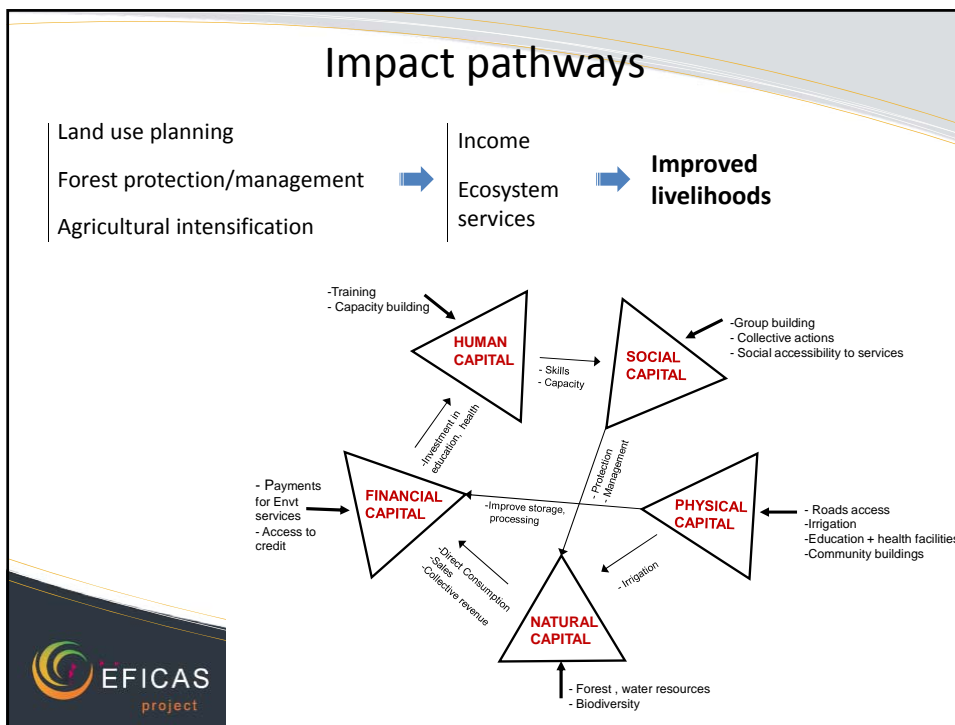 Impact pathways
Land use planning
Forest protection/management
Agricultural intensification
Income
Ecosystem
services
Improved
livelihoods
-Training
- Capacity building
HUMAN
CAPITAL
- Skills
- Capacity
SOCIAL
CAPITAL
-Group building
- Collective actions
- Social accessibility to services
-Investment in
education, health
- Protection
- Management
- Payments
for Envt
services
- Access to
credit
FINANCIAL
CAPITAL
-Improve storage,
processing
PHYSICAL
CAPITAL
- Roads access
-Irrigation
-Education + health facilities
-Community buildings
-Direct Consumption
-Sales
-Collective revenue
- Irrigation
NATURAL
CAPITAL
- Forest , water resources
- Biodiversity
EFICAS
project